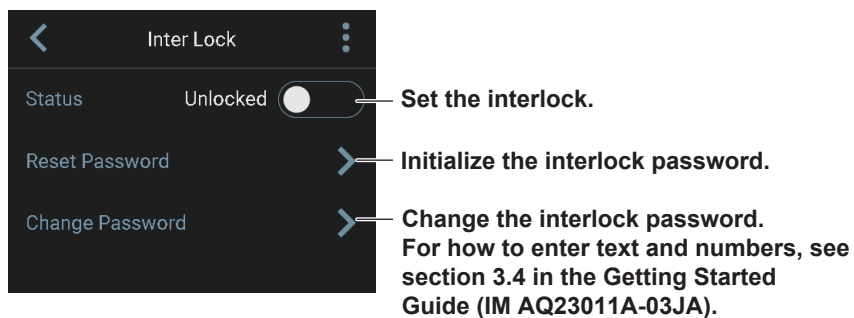 Inter Lock
Status Unlocked Set the interlock.
Reset Password Initialize the interlock password.
Change Password Change the interlock password.
For how to enter text and numbers, see
section 3.4 in the Getting Started
Guide (IM AQ23011A-03JA).